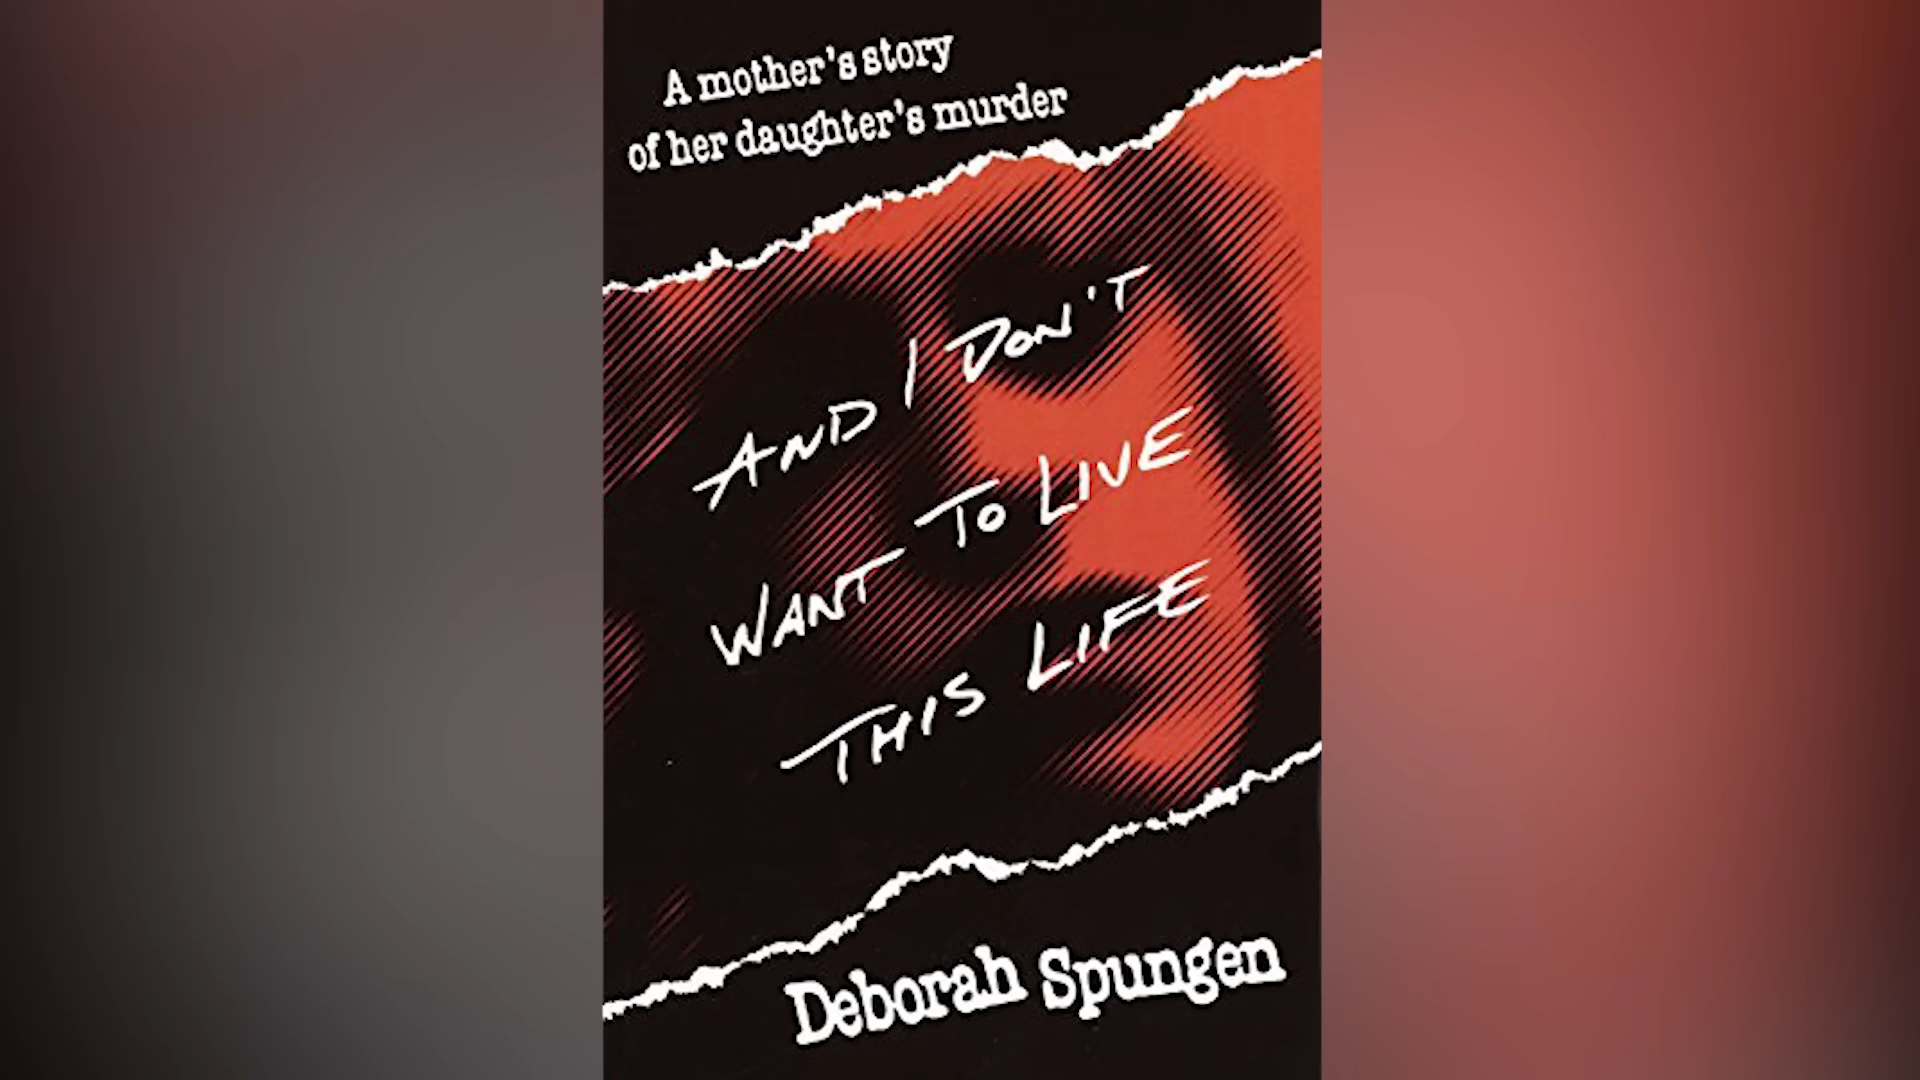 A mother's story
of her daughter's murder
AND I DON'T
WANT TO LIVE
THIS LIFE
Deborah Spungen